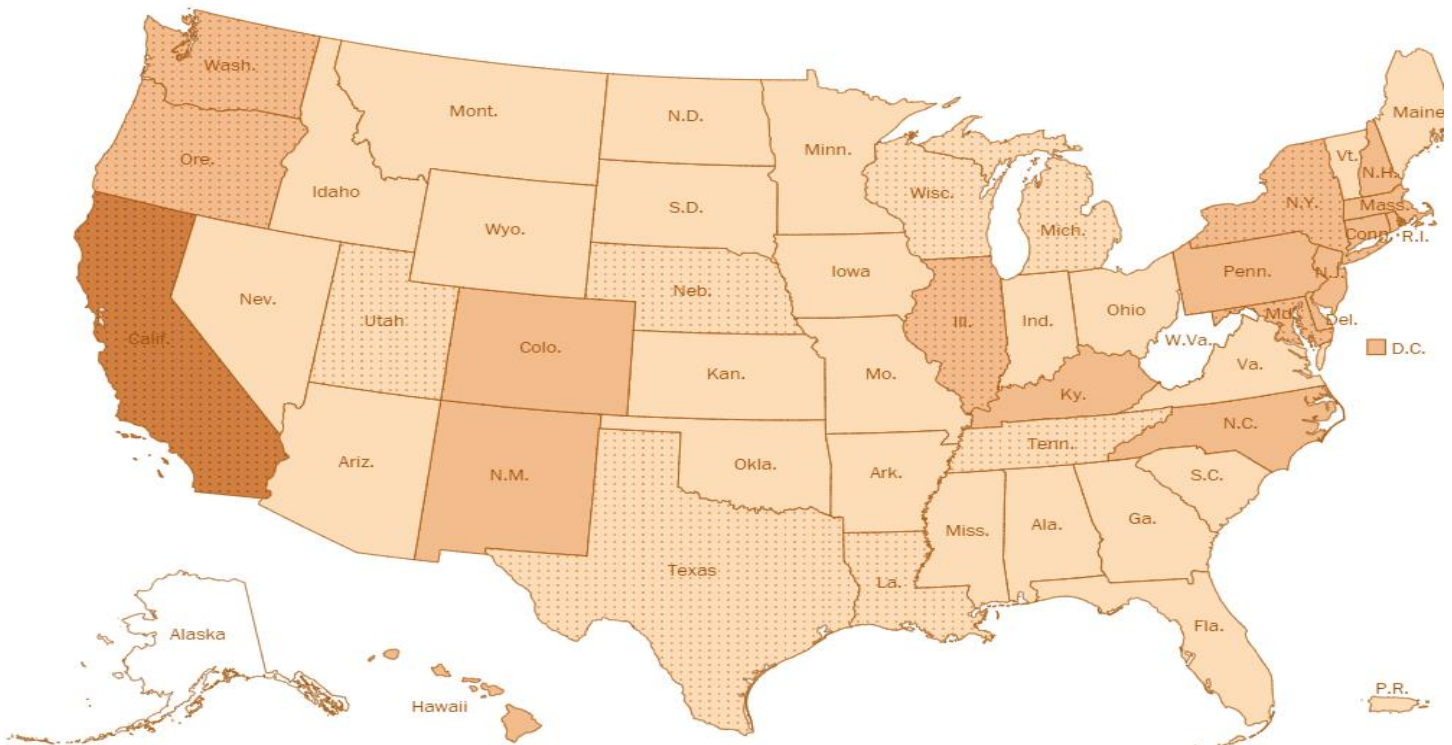 Wash.
Mont.
N.D.
Minn.
Maine
Vt.
N.H.
Ore.
Idaho
S.D.
Wisc.
Mich.
N.Y.
Mass.
Conn.
R.I.
Wyo.
Iowa
Penn.
N.J.
Nev.
Utah
Neb.
Ill.
Ind.
Ohio
Md.
Del.
Calif.
Colo.
Kan.
Mo.
W.Va.
Va.
D.C.
Ky.
N.C.
Tenn.
Ariz.
N.M.
Okla.
Ark.
S.C.
Miss.
Ala.
Ga.
Texas
La.
Fla.
Alaska
Hawaii
P.R.